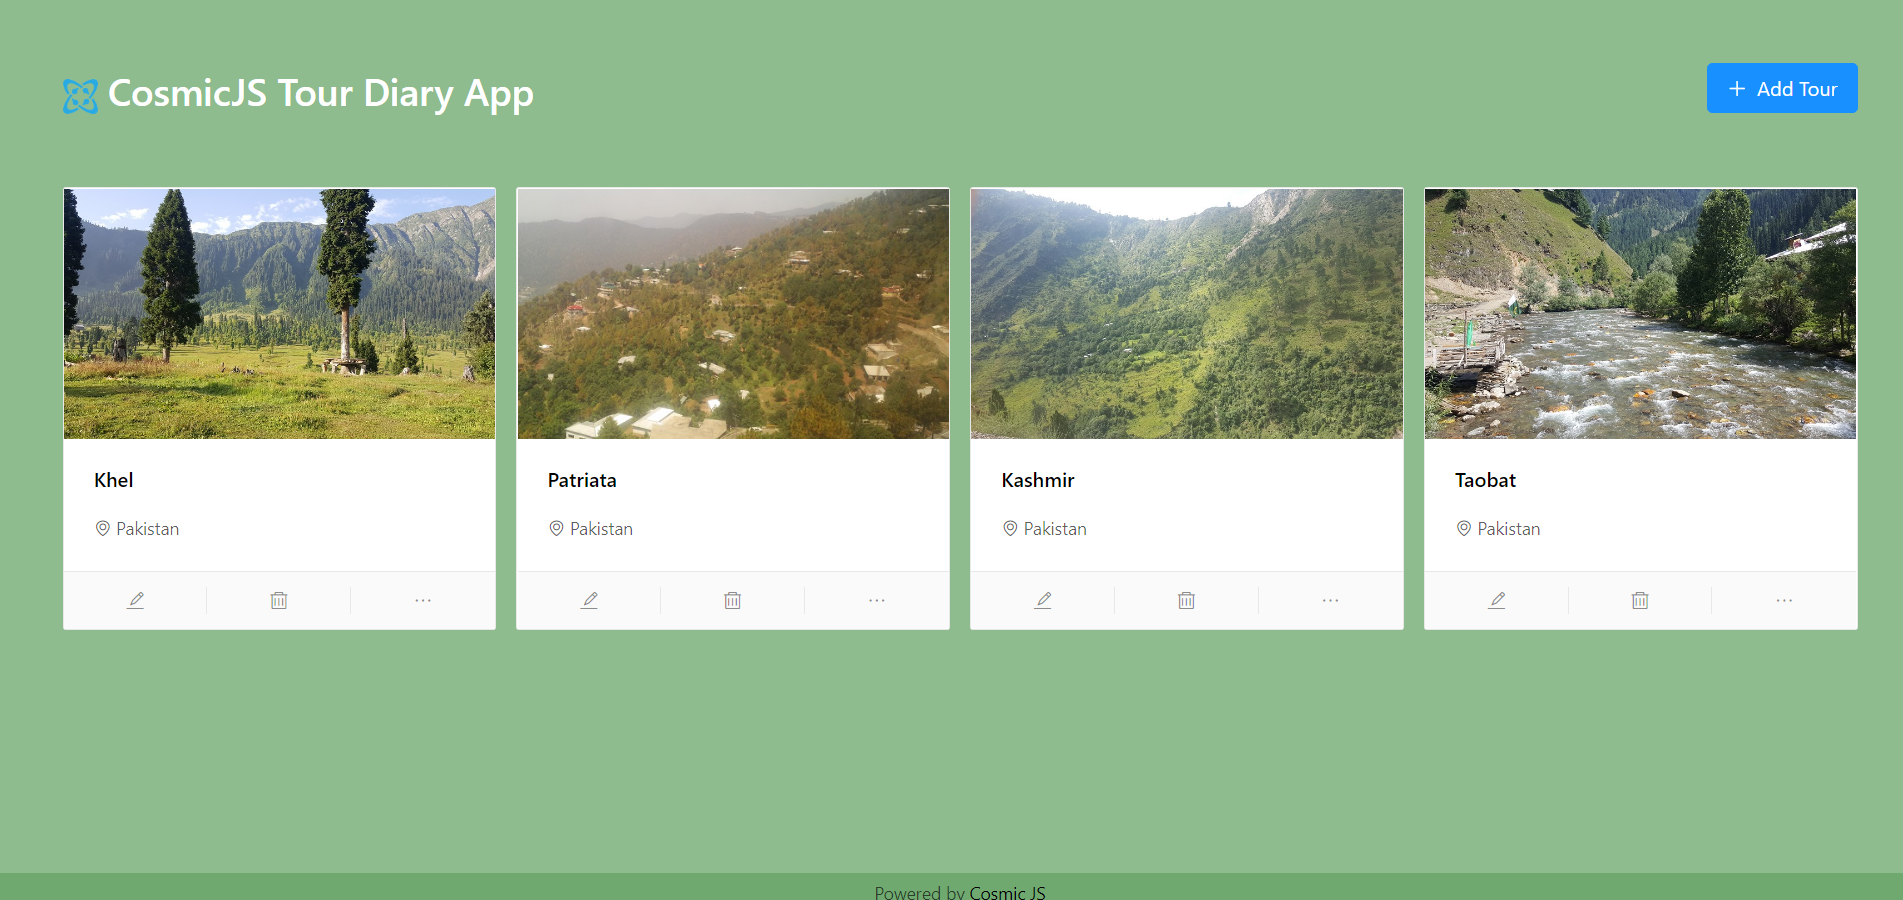 CosmicJS Tour Diary App
Add Tour
Khel
Pakistan
Patriata
Pakistan
Kashmir
Pakistan
Taobat
Pakistan
Powered by Cosmic JS